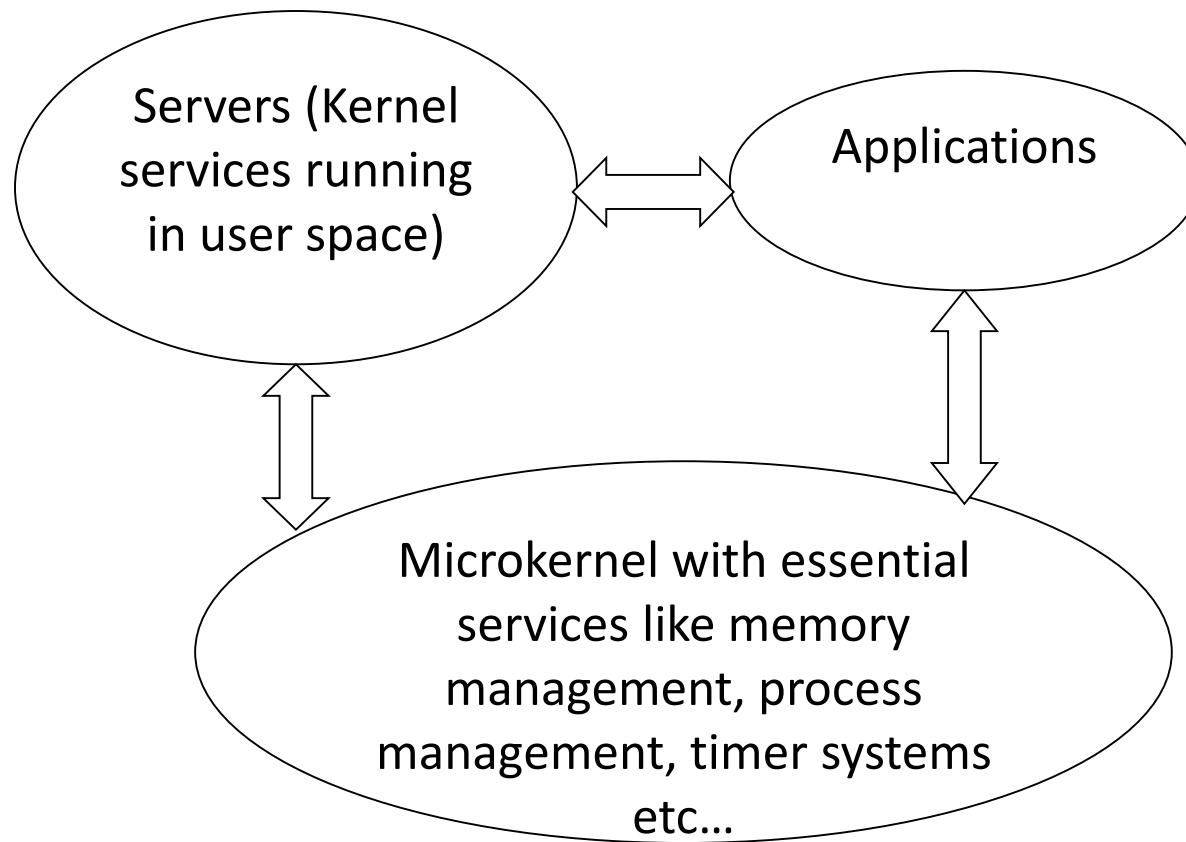 Servers (Kernel
services running
in user space)
Applications
Microkernel with essential
services like memory
management, process
management, timer systems
etc…